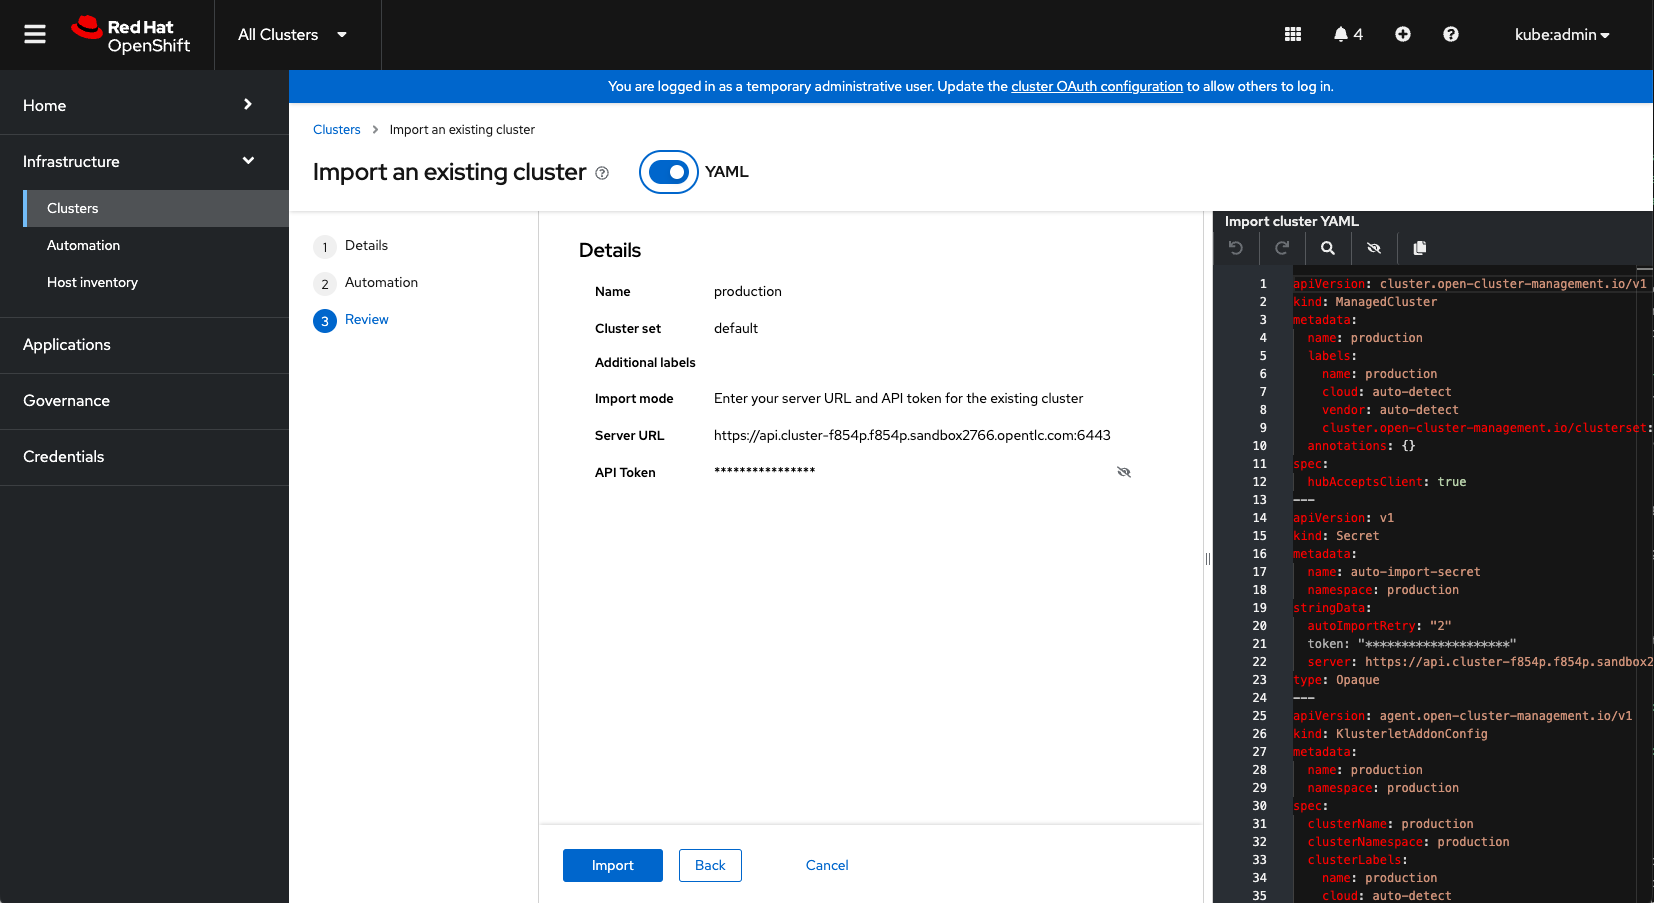 Red Hat
OpenShift
All Clusters
4
kube:admin
Home
Infrastructure
Clusters
Automation
Host inventory
Applications
Governance
Credentials
You are logged in as a temporary administrative user. Update the cluster OAuth configuration to allow others to log in.
Clusters > Import an existing cluster
Import an existing cluster
YAML
1 Details
2 Automation
3 Review
Details
Name production
Cluster set default
Additional labels
Import mode Enter your server URL and API token for the existing cluster
Server URL https://api.cluster-f854p.f854p.sandbox2766.opentlc.com:6443
API Token ****************
Import
Back
Cancel
Import cluster YAML
1 apiVersion: cluster.open-cluster-management.io/v1
2 kind: ManagedCluster
3 metadata:
4 name: production
5 labels:
6 name: production
7 cloud: auto-detect
8 vendor: auto-detect
9 cluster.open-cluster-management.io/clusterset:
10 annotations: {}
11 spec:
12 hubAcceptsClient: true
13 ---
14 apiVersion: v1
15 kind: Secret
16 metadata:
17 name: auto-import-secret
18 namespace: production
19 stringData:
20 autoImportRetry: "2"
21 token: "********************"
22 server: https://api.cluster-f854p.f854p.sandbox2
23 type: Opaque
24 ---
25 apiVersion: agent.open-cluster-management.io/v1
26 kind: KlusterletAddonConfig
27 metadata:
28 name: production
29 namespace: production
30 spec:
31 clusterName: production
32 clusterNamespace: production
33 clusterLabels:
34 name: production
35 cloud: auto-detect